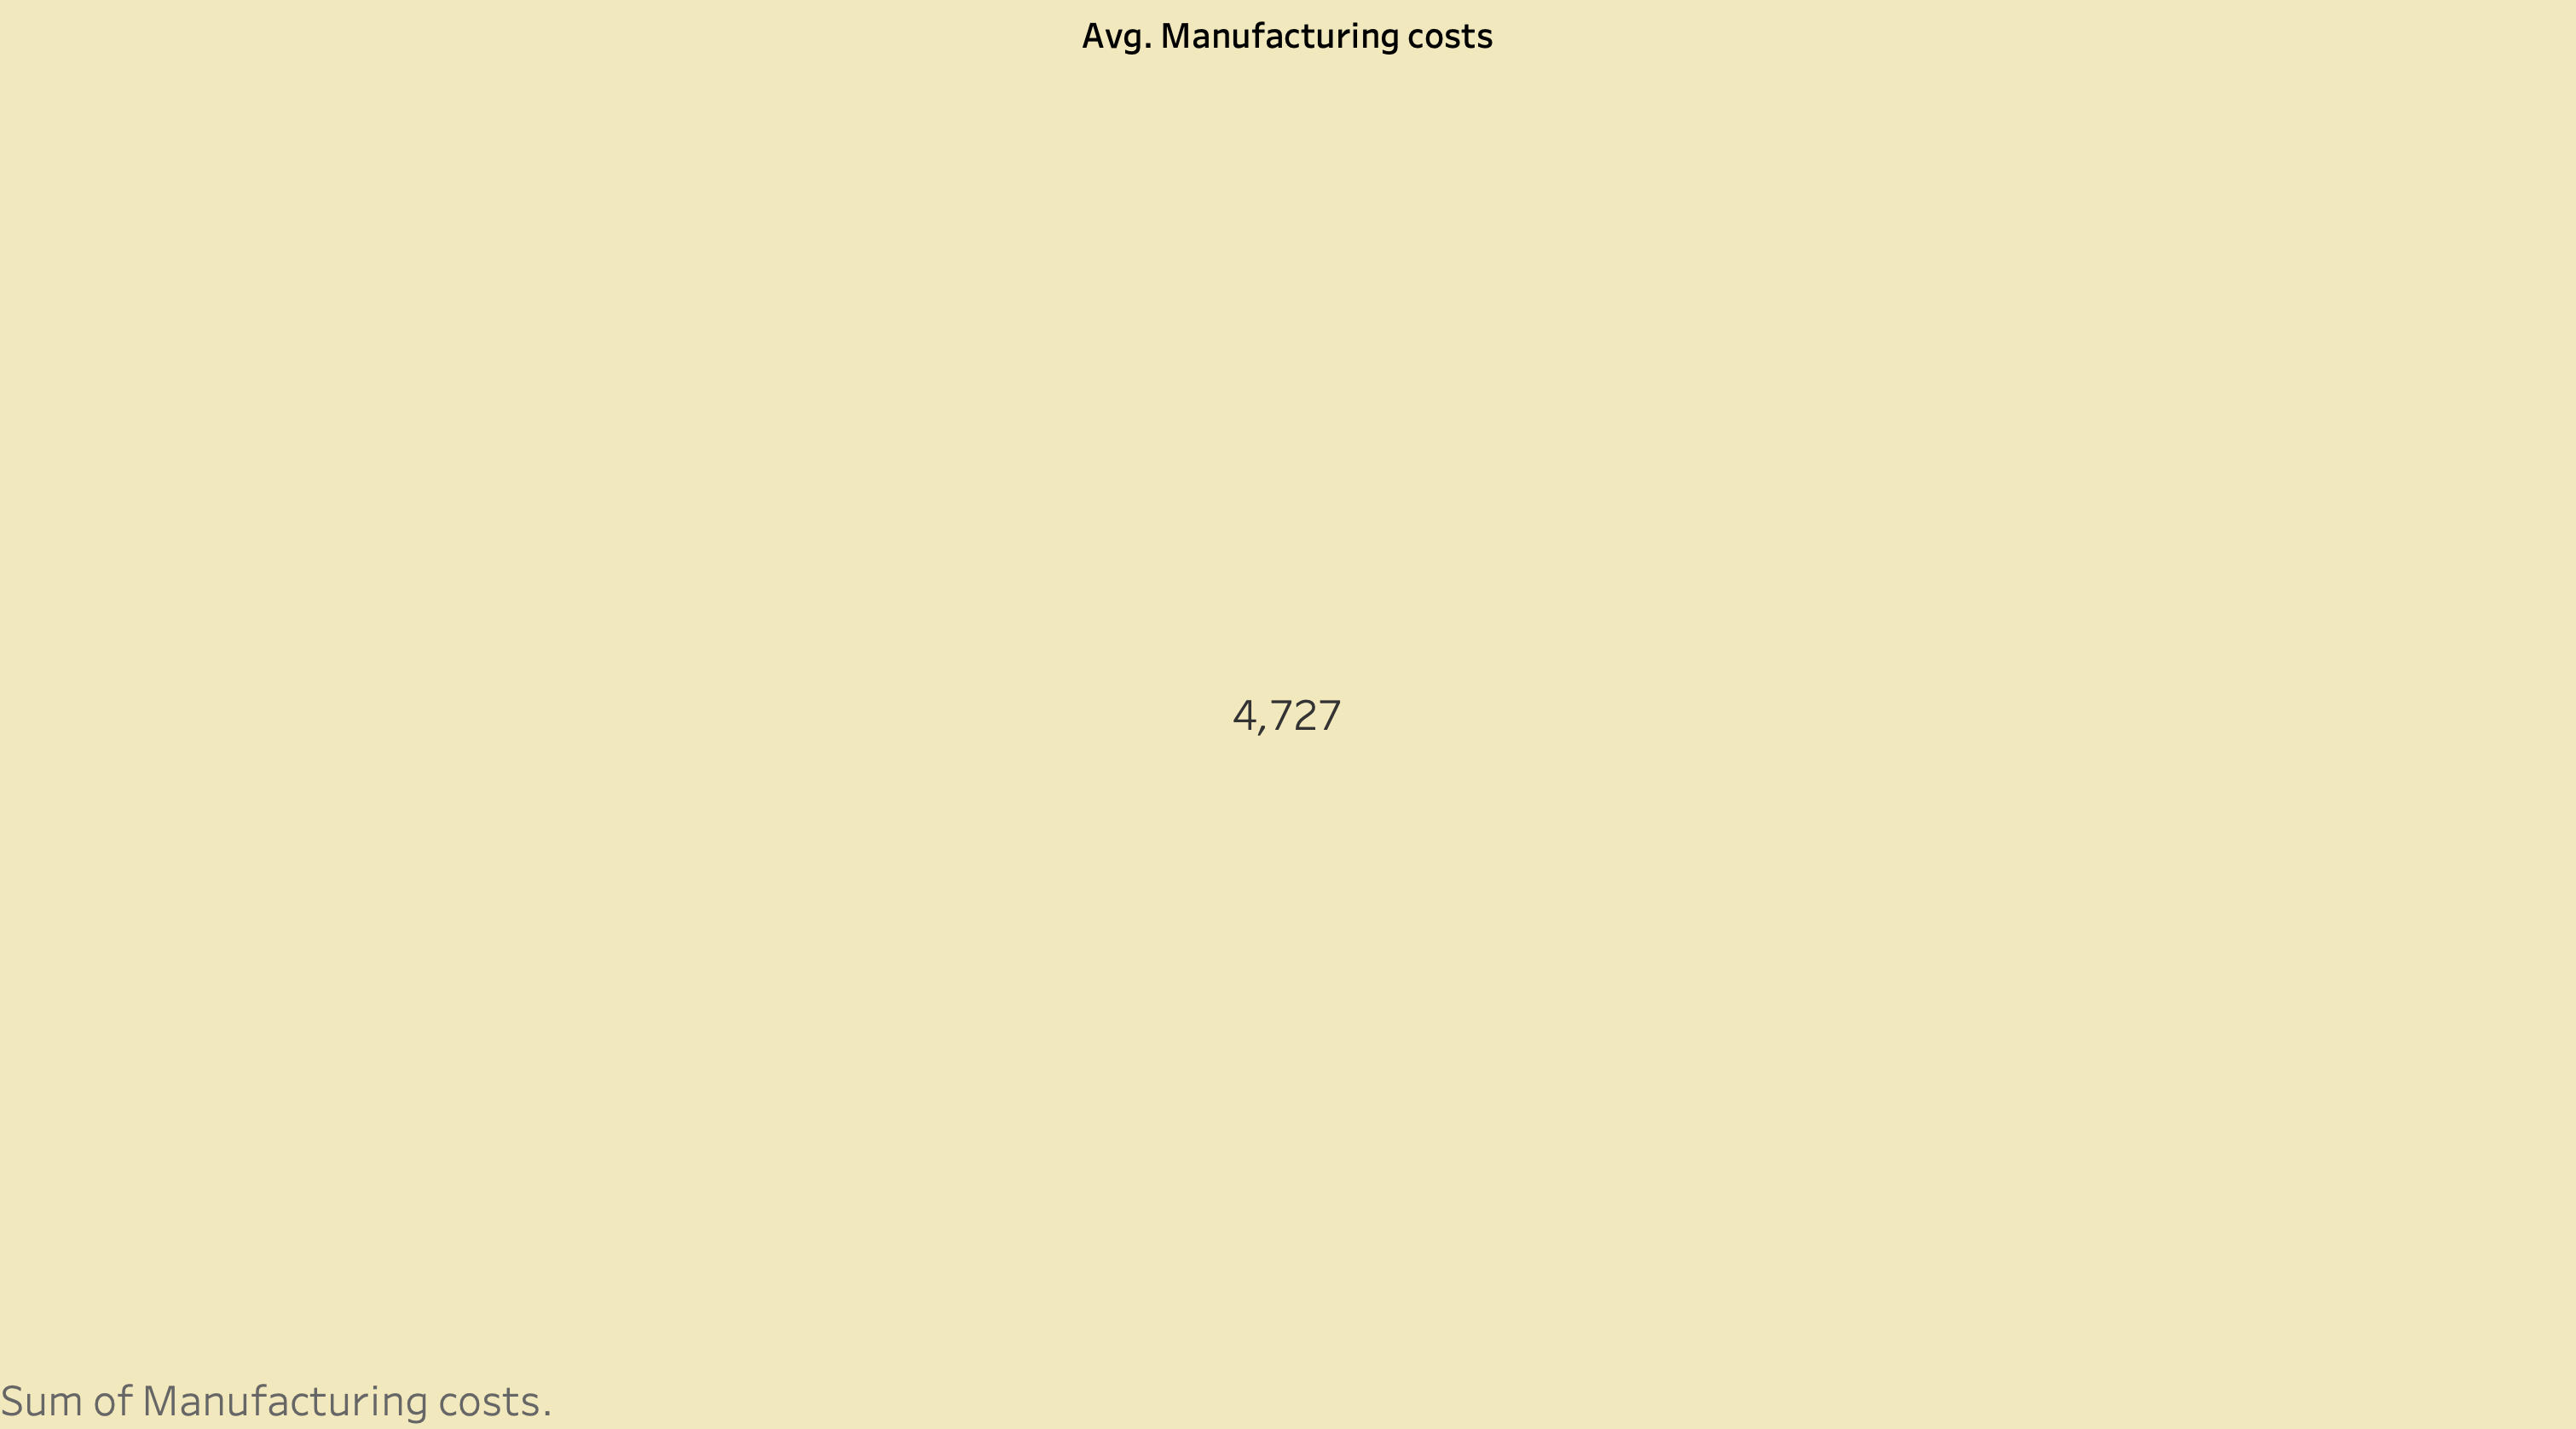 Avg. Manufacturing costs
4,727
Sum of Manufacturing costs.